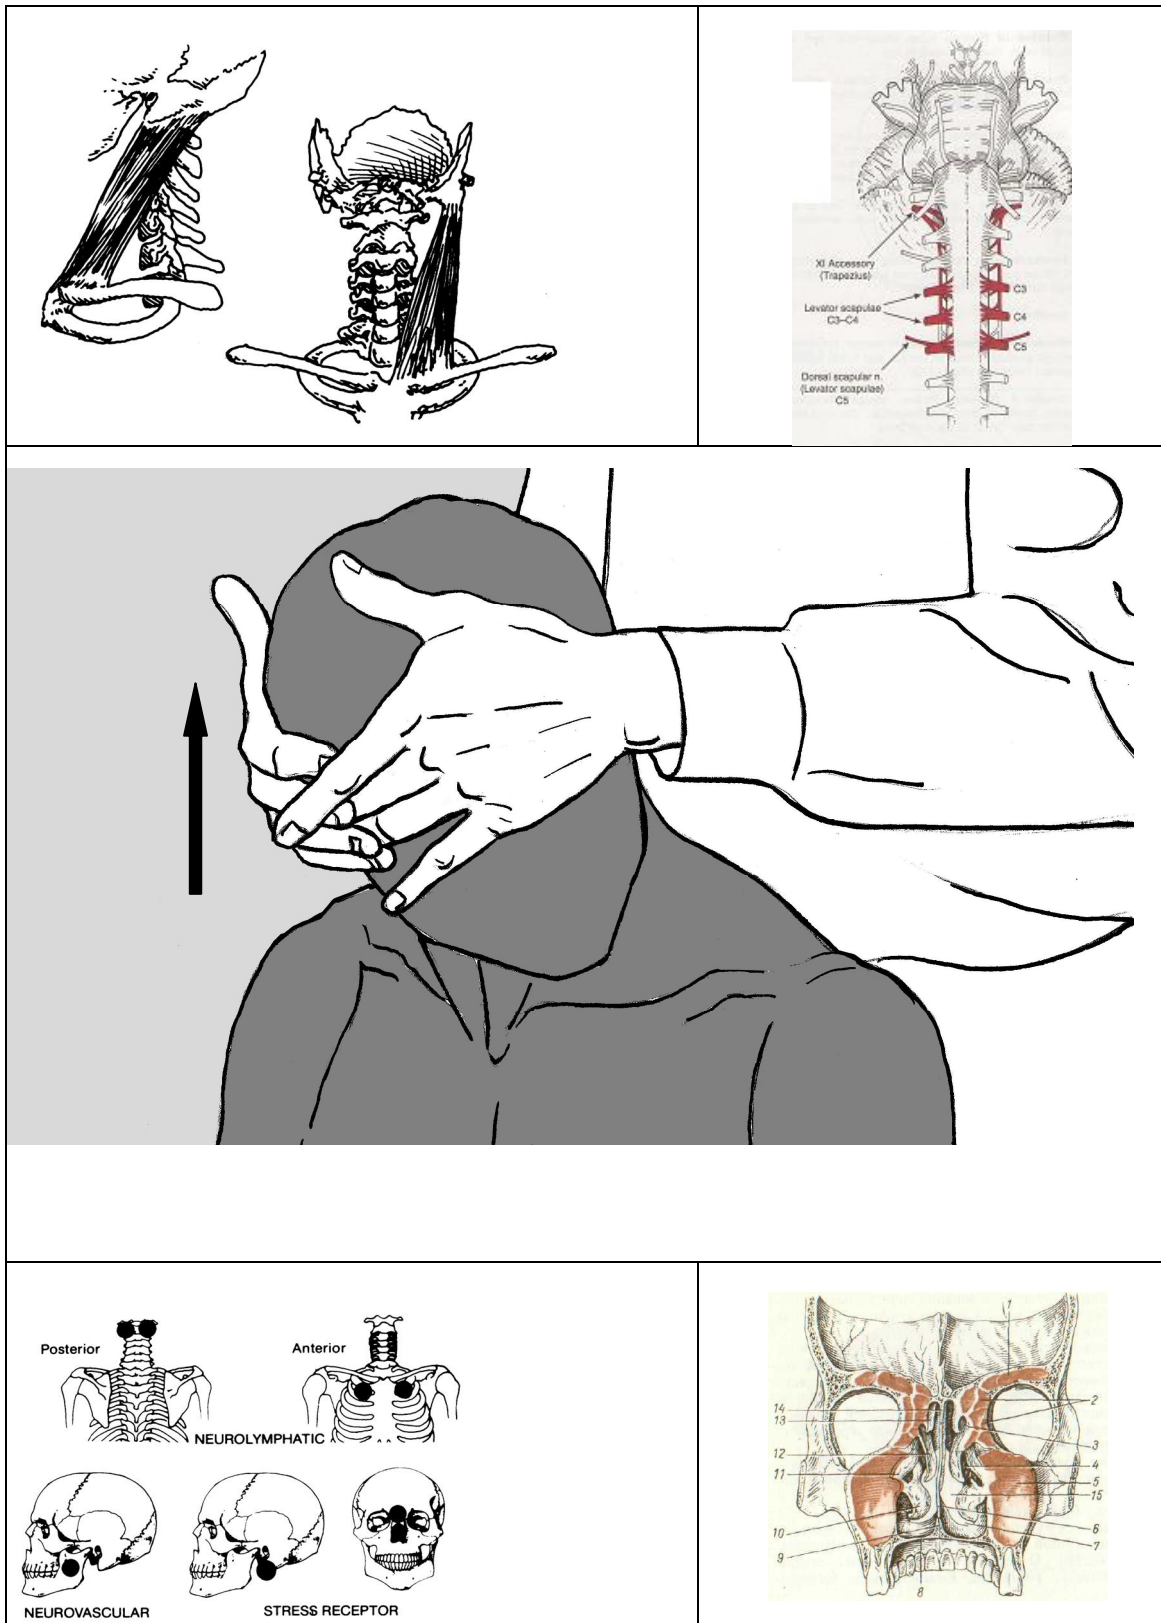 XI Accessory
(Trapezius)
C3
Levator scapulae
C3–C4
C4
C5
Dorsal scapular n.
(Levator scapulae)
C5
Posterior
Anterior
NEUROLYMPHATIC
NEUROVASCULAR
STRESS RECEPTOR
1
2
3
4
5
15
6
7
8
9
10
11
12
13
14